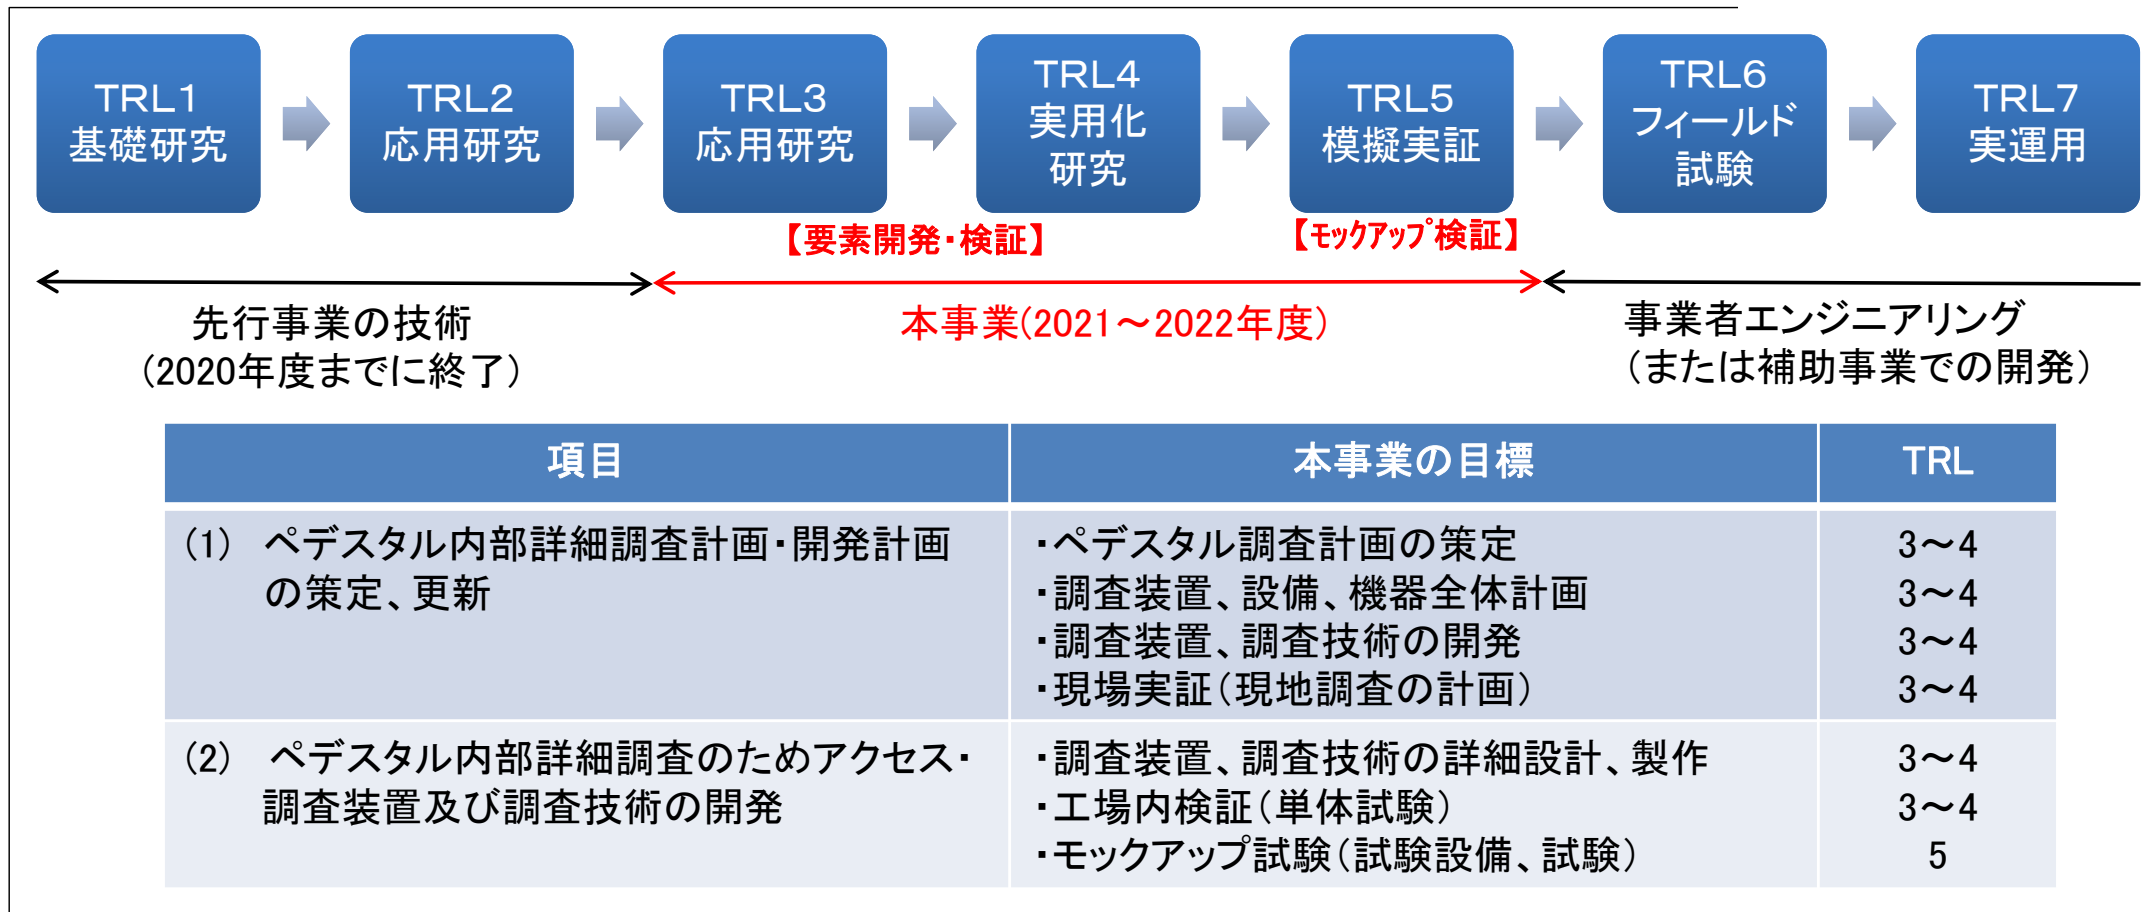 TRL1
基礎研究
TRL2
応用研究
TRL3
応用研究
TRL4
実用化
研究
TRL5
模擬実証
TRL6
フィールド
試験
TRL7
実運用
【要素開発・検証】
【モックアップ検証】
先行事業の技術
(2020年度までに終了)
本事業(2021～2022年度)
事業者エンジニアリング
(または補助事業での開発)
項目
本事業の目標
TRL
(1) ペデスタル内部詳細調査計画・開発計画
の策定、更新
・ペデスタル調査計画の策定
3～4
・調査装置、設備、機器全体計画
3～4
・調査装置、調査技術の開発
3～4
・現場実証(現地調査の計画)
3～4
(2) ペデスタル内部詳細調査のためアクセス・
調査装置及び調査技術の開発
・調査装置、調査技術の詳細設計、製作
3～4
・工場内検証(単体試験)
3～4
・モックアップ試験(試験設備、試験)
5